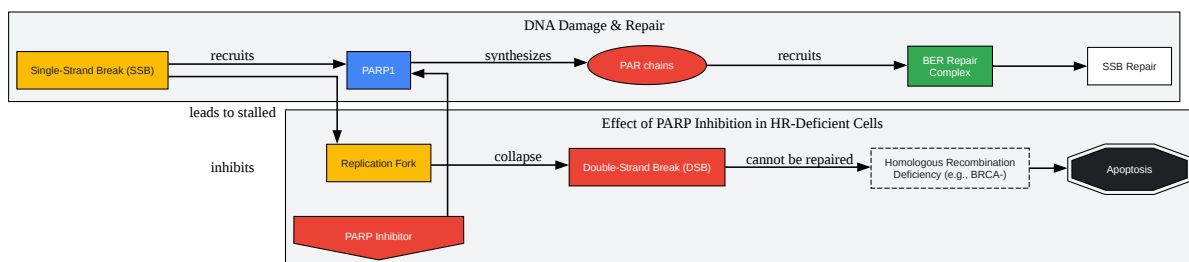 DNA Damage & Repair
Single-Strand Break (SSB)
recruits
PARP1
synthesizes
PAR chains
recruits
BER Repair
Complex
SSB Repair
leads to stalled
Effect of PARP Inhibition in HR-Deficient Cells
inhibits
Replication Fork
collapse
Double-Strand Break (DSB)
cannot be repaired
Homologous Recombination
Deficiency (e.g., BRCA-)
Apoptosis
PARP Inhibitor